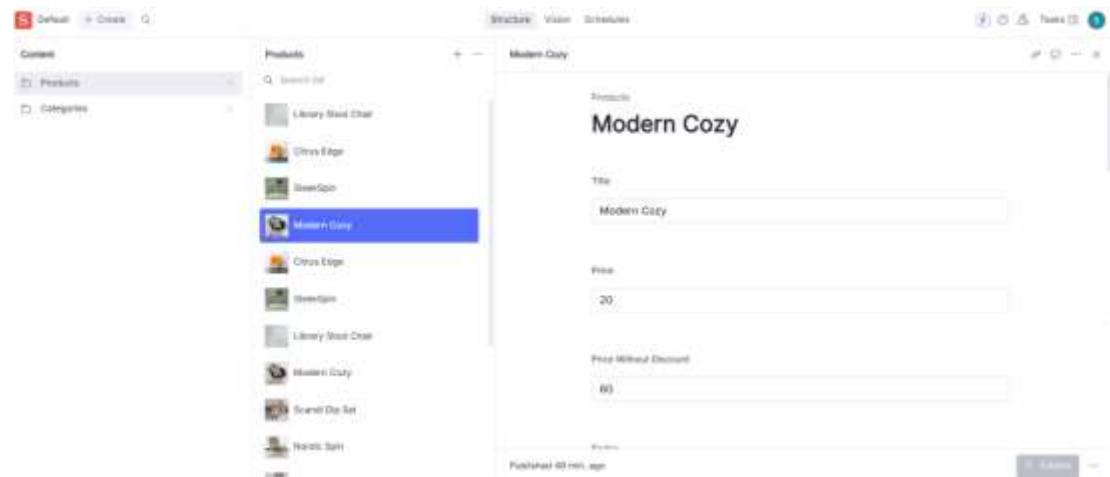 S Default + Create
Structure Vision Schedules
Tasks
Content
Products
Categories
Products
Search list
Library Stool Chair
Citrus Edge
SleekSpin
Modern Cozy
Citrus Edge
SleekSpin
Library Stool Chair
Modern Cozy
Scandi Dip Set
Nordic Spin
Modern Cozy
Products
Modern Cozy
Title
Modern Cozy
Price
20
Price Without Discount
Published min. ago
Publish